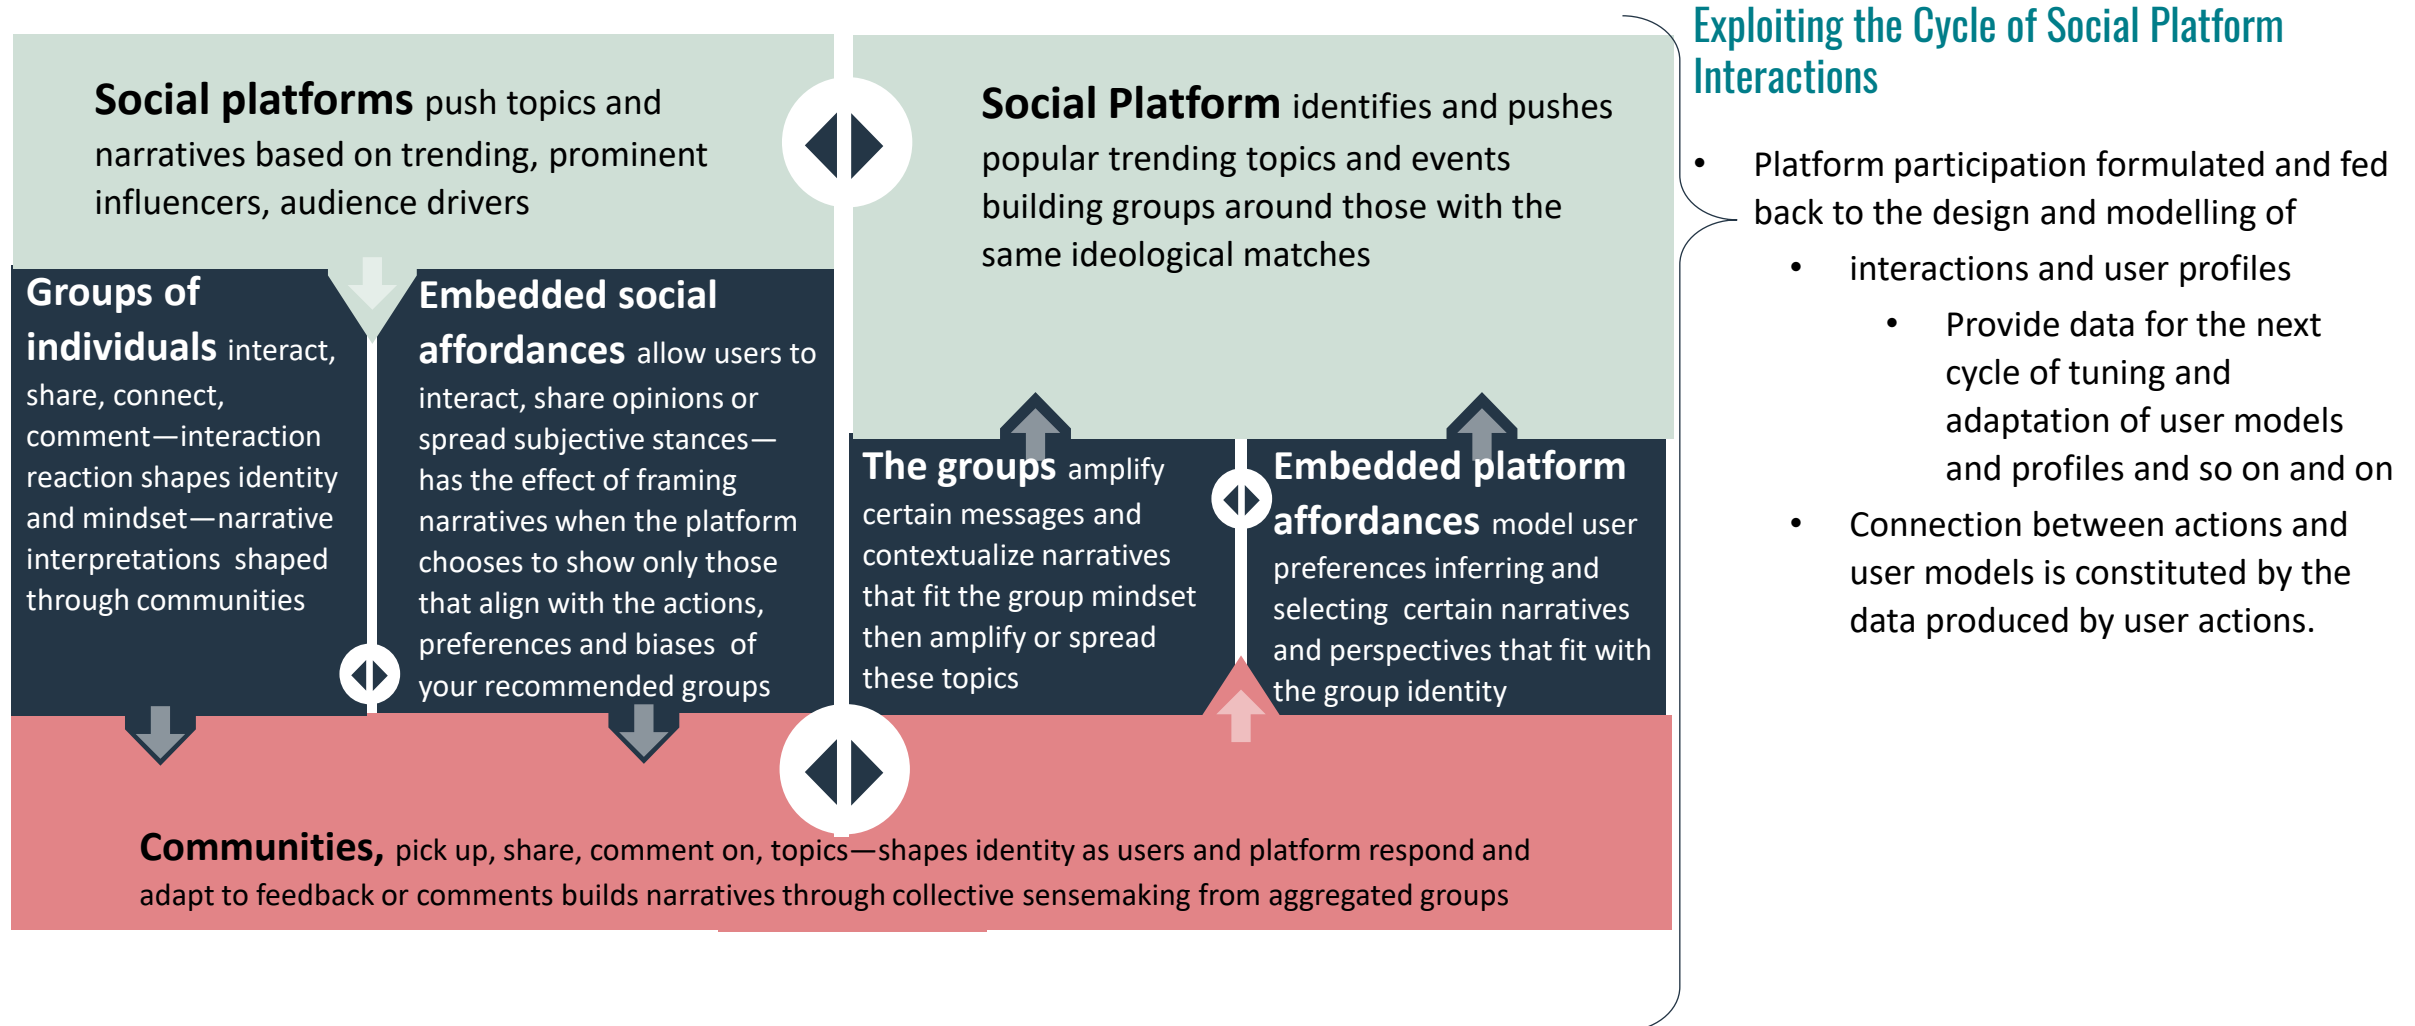 Exploiting the Cycle of Social Platform
Interactions
Social platforms push topics and
narratives based on trending, prominent
influencers, audience drivers
Groups of
individuals interact,
share, connect,
comment—interaction
reaction shapes identity
and mindset—narrative
interpretations shaped
through communities
Embedded social
affordances allow users to
interact, share opinions or
spread subjective stances—
has the effect of framing
narratives when the platform
chooses to show only those
that align with the actions,
preferences and biases of
your recommended groups
Social Platform identifies and pushes
popular trending topics and events
building groups around those with the
same ideological matches
The groups amplify
certain messages and
contextualize narratives
that fit the group mindset
then amplify or spread
these topics
Embedded platform
affordances model user
preferences inferring and
selecting certain narratives
and perspectives that fit with
the group identity
Communities, pick up, share, comment on, topics—shapes identity as users and platform respond and
adapt to feedback or comments builds narratives through collective sensemaking from aggregated groups
• Platform participation formulated and fed
back to the design and modelling of
• interactions and user profiles
• Provide data for the next
cycle of tuning and
adaptation of user models
and profiles and so on and on
• Connection between actions and
user models is constituted by the
data produced by user actions.